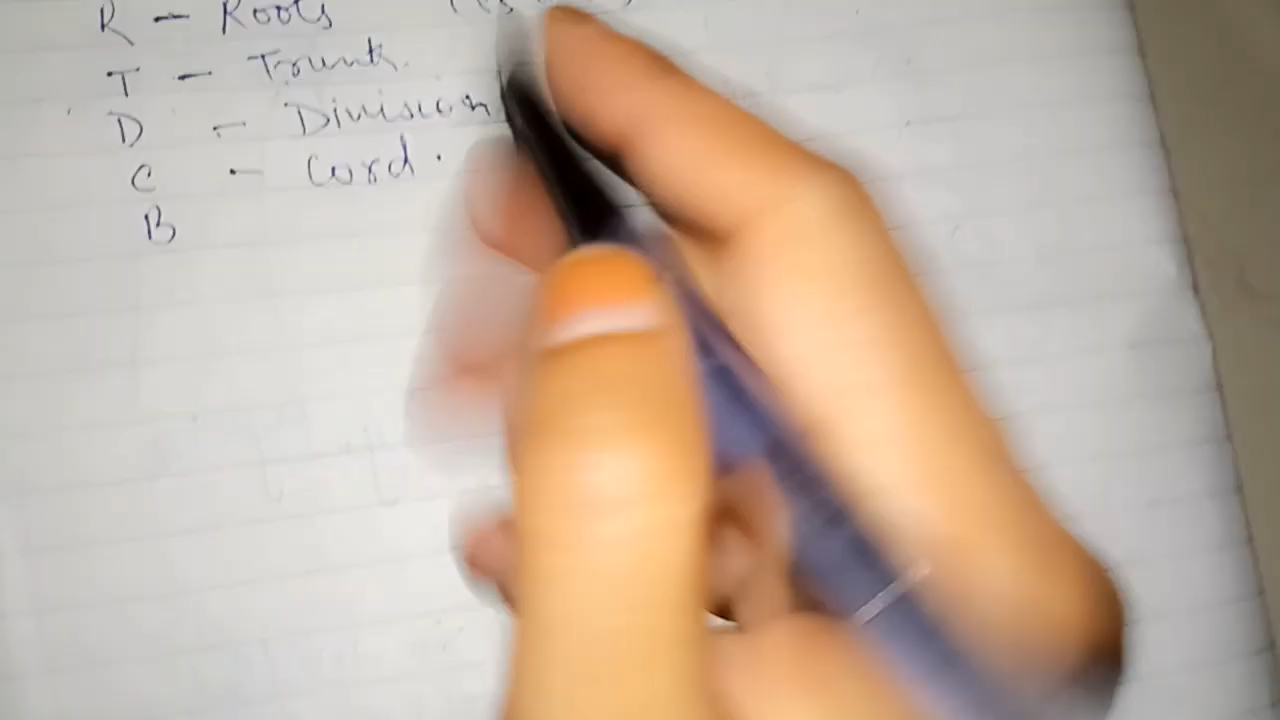 R - Roots
T - Trunk.
D - Division
C - Cord.
B